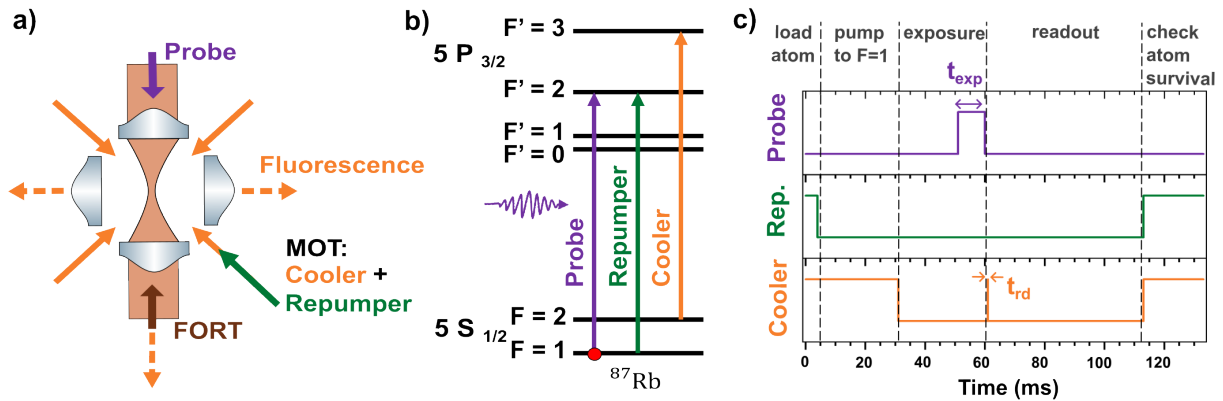 a)
Probe
Fluorescence
MOT:
Cooler +
Repumper
FORT
b)
F' = 3
5 P 3/2
F' = 2
F' = 1
F' = 0
Probe
Repumper
Cooler
F = 2
5 S 1/2
F = 1
87Rb
c)
load atom
pump to F=1
exposure
readout
check atom survival
Probe
texp
Rep.
Cooler
trd
0 20 40 60 80 100 120
Time (ms)